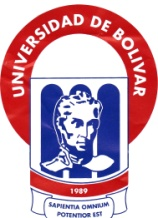 UNIVERSIDAD DE BOLIVAR
1989
SAPIENTIA OMNIUM
POTENTIOR EST